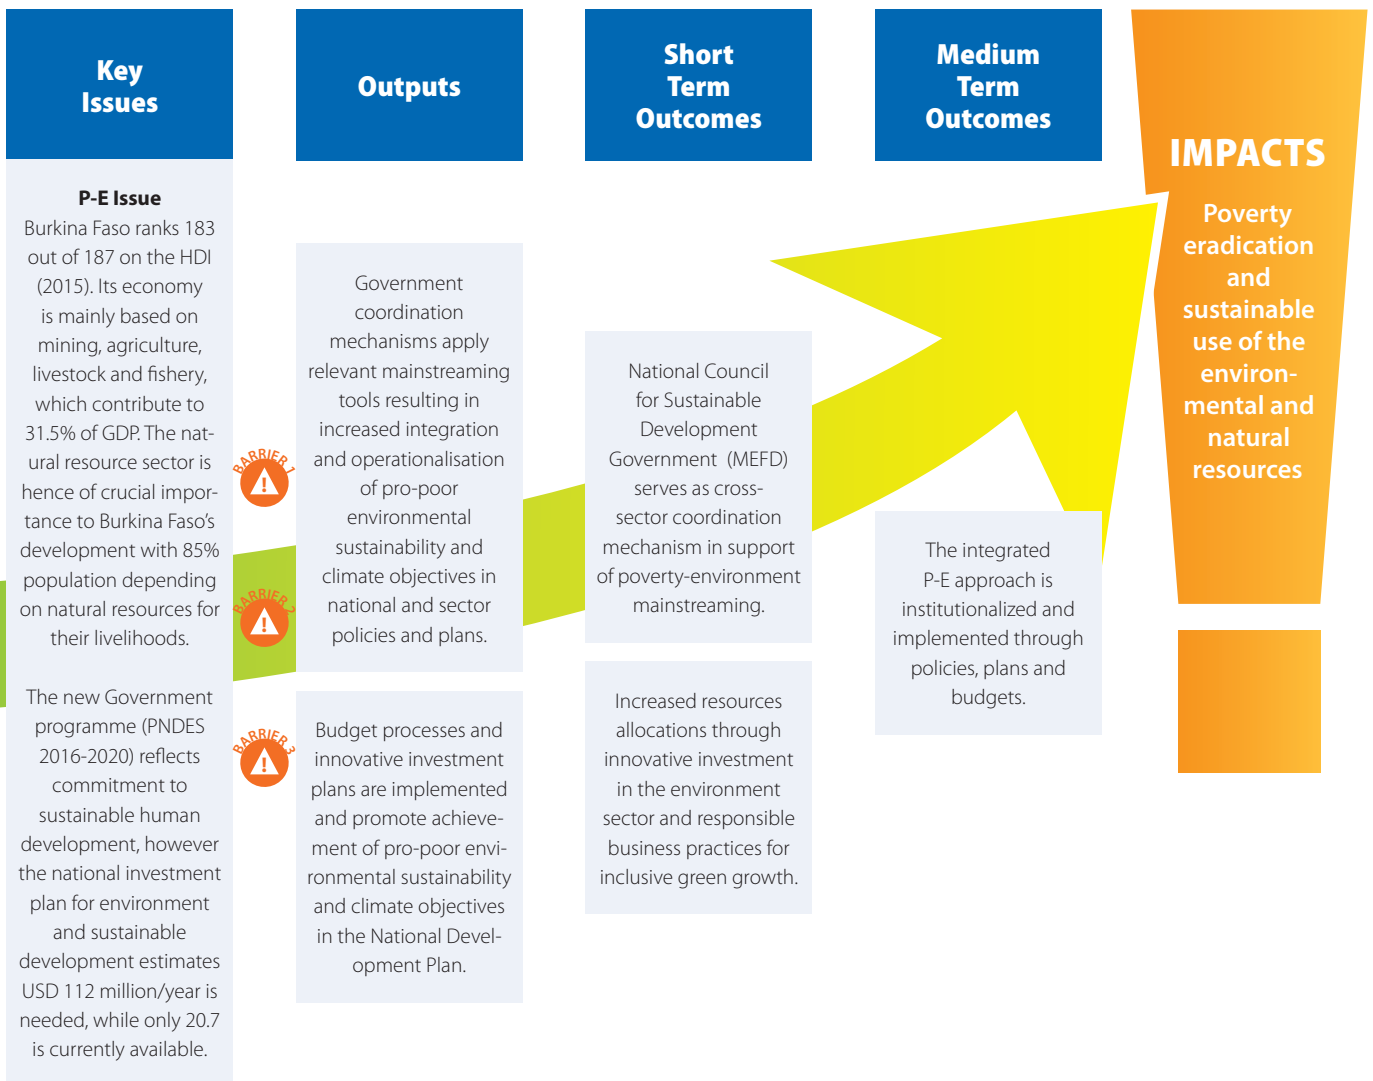 Key
Issues
P-E Issue
Burkina Faso ranks 183
out of 187 on the HDI
(2015). Its economy
is mainly based on
mining, agriculture,
livestock and fishery,
which contribute to
31.5% of GDP. The nat-
ural resource sector is
hence of crucial impor-
tance to Burkina Faso's
development with 85%
population depending
on natural resources for
their livelihoods.
The new Government
programme (PNDES
2016-2020) reflects
commitment to
sustainable human
development, however
the national investment
plan for environment
and sustainable
development estimates
USD 112 million/year is
needed, while only 20.7
is currently available.
BARRIER 1
BARRIER 2
BARRIER 3
Outputs
Government
coordination
mechanisms apply
relevant mainstreaming
tools resulting in
increased integration
and operationalisation
of pro-poor
environmental
sustainability and
climate objectives in
national and sector
policies and plans.
Budget processes and
innovative investment
plans are implemented
and promote achieve-
ment of pro-poor envi-
ronmental sustainability
and climate objectives
in the National Devel-
opment Plan.
Short
Term
Outcomes
National Council
for Sustainable
Development
Government (MEFD)
serves as cross-
sector coordination
mechanism in support
of poverty-environment
mainstreaming.
Increased resources
allocations through
innovative investment
in the environment
sector and responsible
business practices for
inclusive green growth.
Medium
Term
Outcomes
The integrated
P-E approach is
institutionalized and
implemented through
policies, plans and
budgets.
IMPACTS
Poverty
eradication
and
sustainable
use of the
environ-
mental and
natural
resources